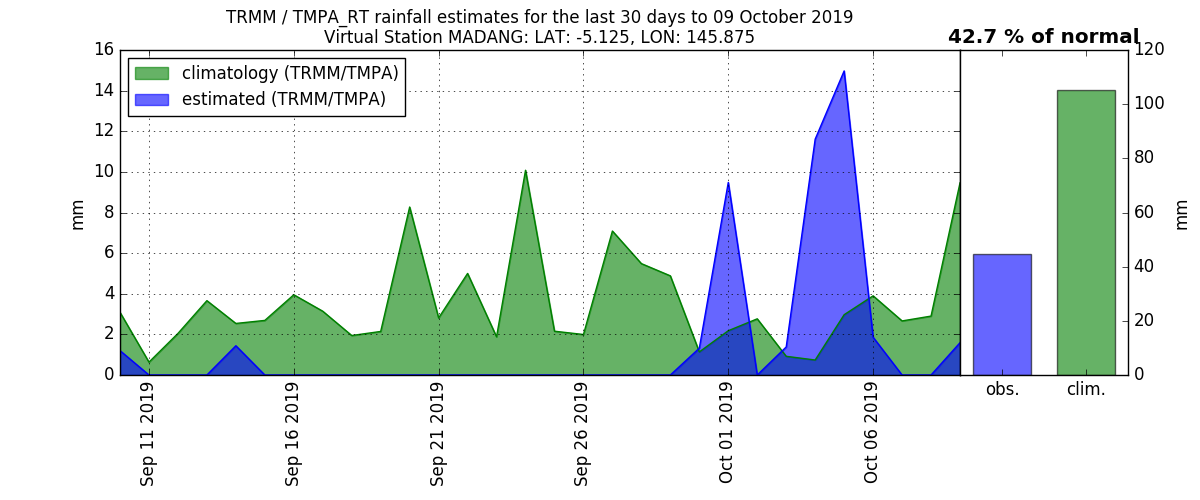 TRMM / TMPA_RT rainfall estimates for the last 30 days to 09 October 2019
Virtual Station MADANG: LAT: -5.125, LON: 145.875
42.7 % of normal
climatology (TRMM/TMPA)
estimated (TRMM/TMPA)
16
14
12
10
8
6
4
2
0
mm
Sep 11 2019
Sep 16 2019
Sep 21 2019
Sep 26 2019
Oct 01 2019
Oct 06 2019
obs.
clim.
120
100
80
60
40
20
0
mm